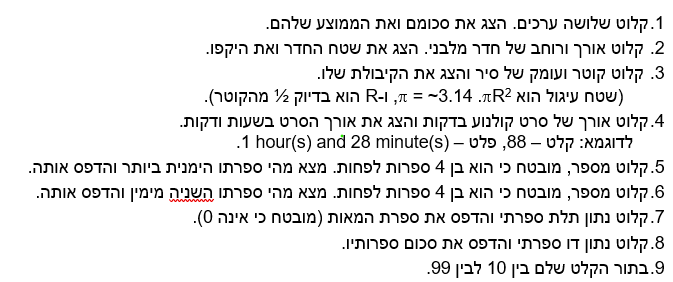 1. קלוט שלושה ערכים. הצג את סכומם ואת הממוצע שלהם.
2. קלוט אורך ורוחב של חדר מלבני. הצג את שטח החדר ואת היקפו.
3. קלוט קוטר ועומק של סיר והצג את הקיבולת שלו.
(שטח עיגול הוא πR². π = ~3.14, ו-R הוא בדיוק ½ מהקוטר).
4. קלוט אורך של סרט קולנוע בדקות והצג את אורך הסרט בשעות ודקות.
לדוגמא: קלט – 88, פלט – 1 hour(s) and 28 minute(s).
5. קלוט מספר, מובטח כי הוא בן 4 ספרות לפחות. מצא מהי ספרתו הימנית ביותר והדפס אותה.
6. קלוט מספר, מובטח כי הוא בן 4 ספרות לפחות. מצא מהי ספרתו השניה מימין והדפס אותה.
7. קלוט נתון תלת ספרתי והדפס את ספרת המאות (מובטח כי אינה 0).
8. קלוט נתון דו ספרתי והדפס את סכום ספרותיו.
9. בתור הקלט שלם בין 10 לבין 99.